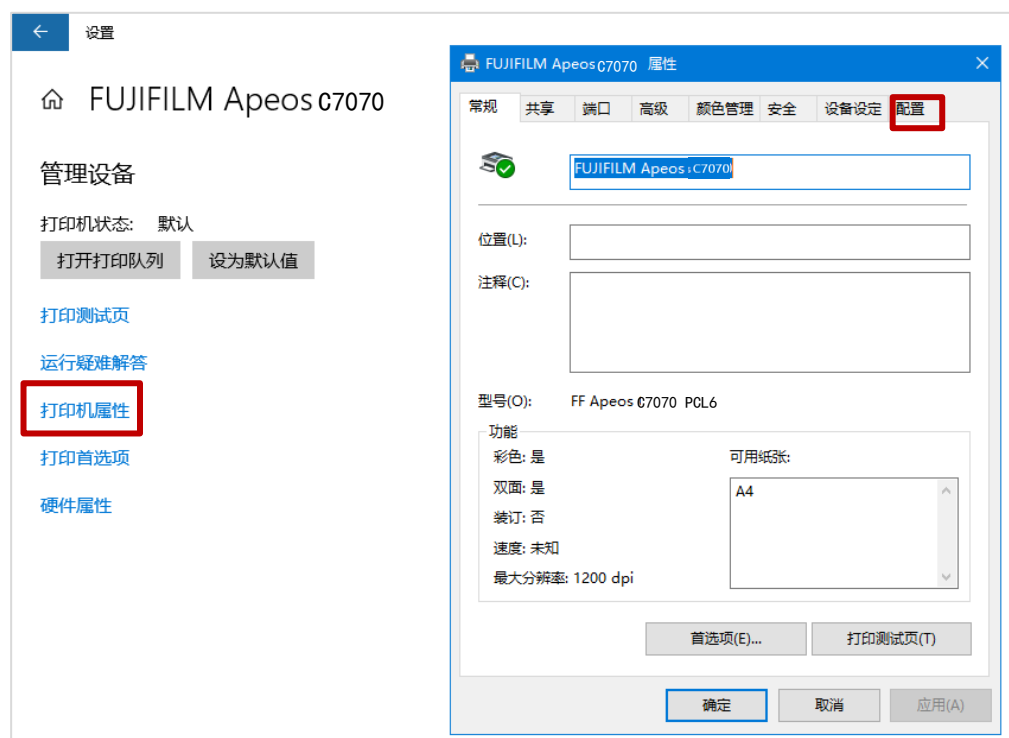 设置
FUJIFILM Apeos C7070
管理设备
打印机状态: 默认
打开打印队列 设为默认值
打印测试页
运行疑难解答
打印机属性
打印首选项
硬件属性
FUJIFILM Apeos C7070 属性
常规 共享 端口 高级 颜色管理 安全 设备设定 配置
FUJIFILM Apeos C7070
位置(L):
注释(C):
型号(O): FF Apeos C7070 PCL6
功能
彩色: 是 可用纸张:
双面: 是 A4
装订: 否
速度: 未知
最大分辨率: 1200 dpi
首选项(E)... 打印测试页(T)
确定 取消 应用(A)